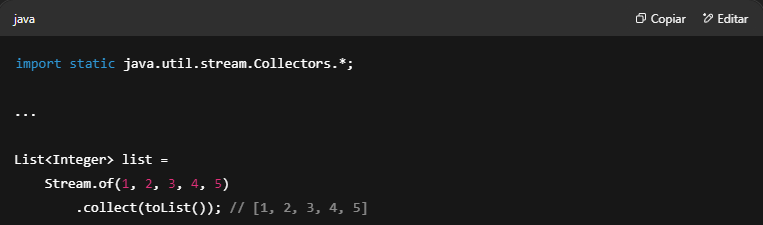 java Copiar Editar
import static java.util.stream.Collectors.*;
...
List<Integer> list =
Stream.of(1, 2, 3, 4, 5)
.collect(toList()); // [1, 2, 3, 4, 5]